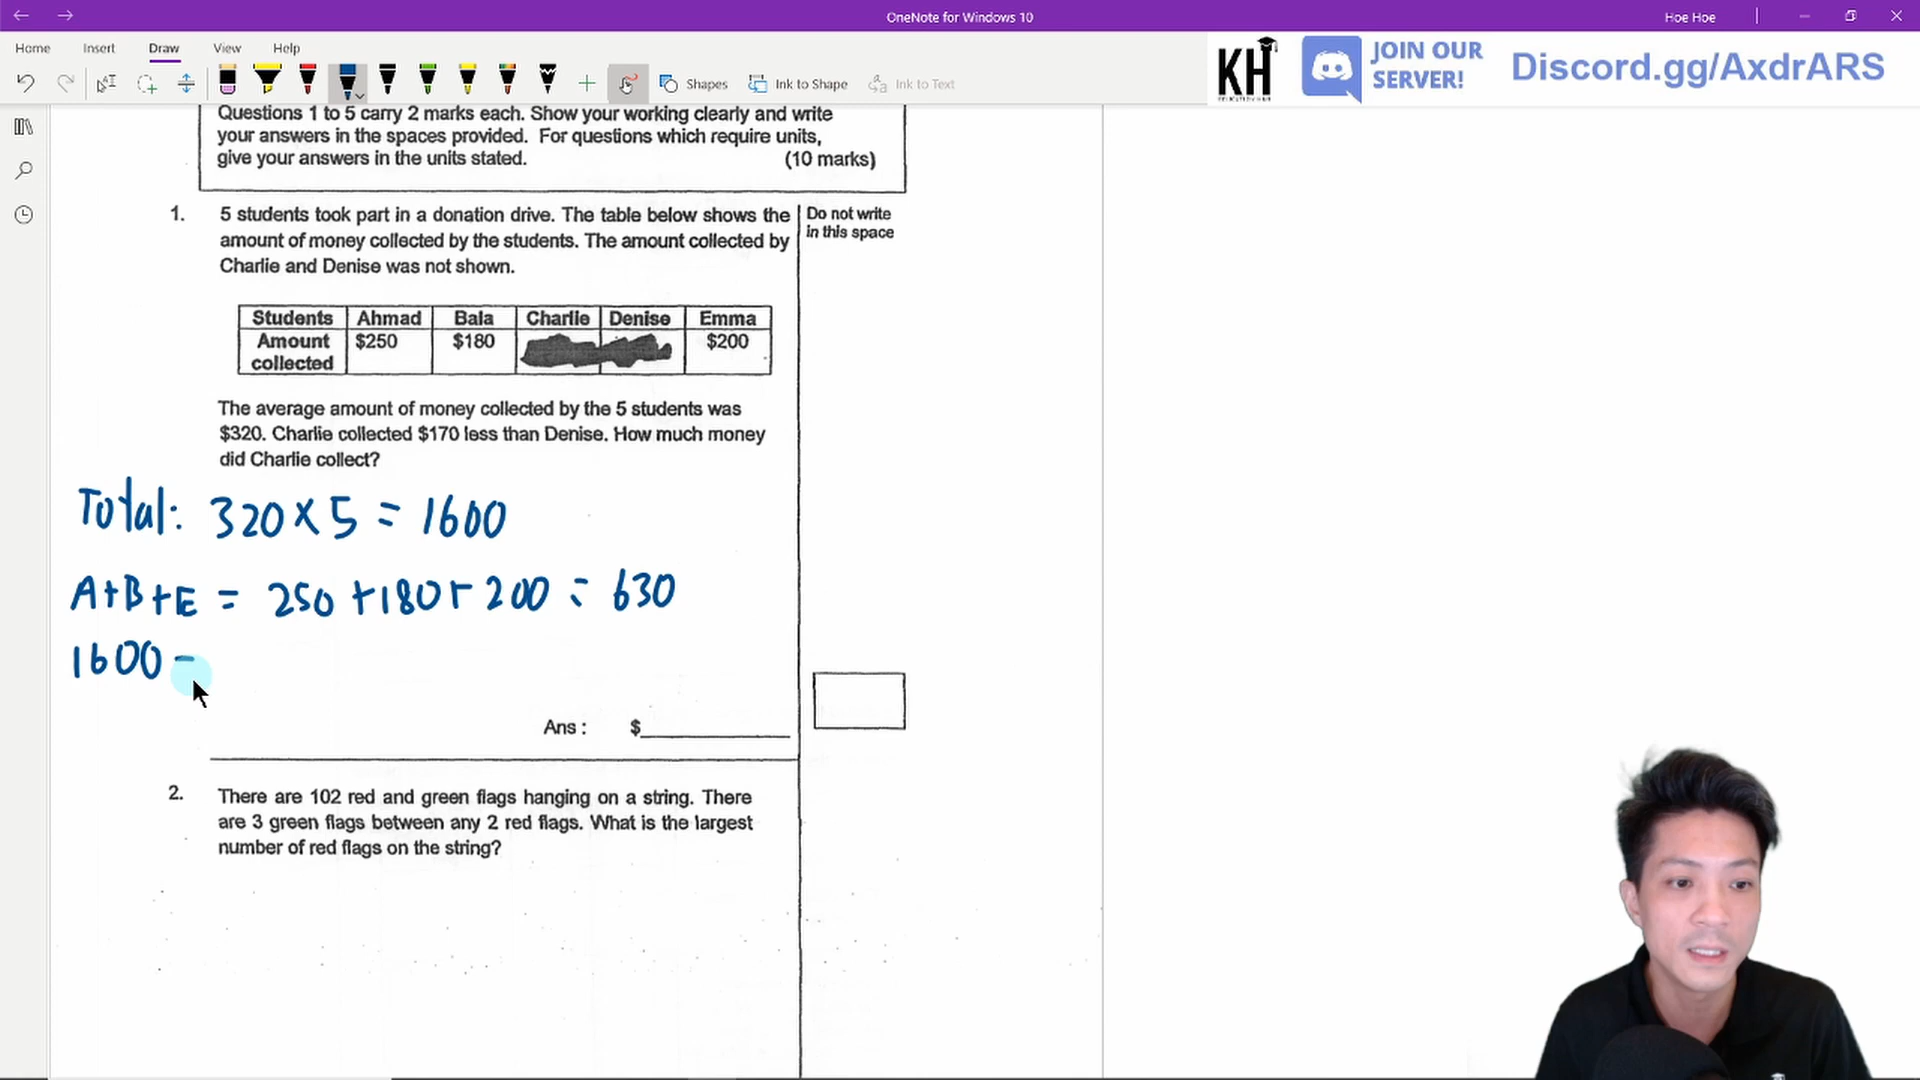 OneNote for Windows 10
Hoe Hoe
Home Insert Draw View Help
Shapes
Ink to Shape
Ink to Text
KH
JOIN OUR
SERVER!
Discord.gg/AxdrARS
Questions 1 to 5 carry 2 marks each. Show your working clearly and write
your answers in the spaces provided. For questions which require units,
give your answers in the units stated. (10 marks)
1. 5 students took part in a donation drive. The table below shows the
amount of money collected by the students. The amount collected by
Charlie and Denise was not shown.
Do not write
in this space
Students Ahmad Bala Charlie Denise Emma
Amount collected $250 $180 $200
The average amount of money collected by the 5 students was
$320. Charlie collected $170 less than Denise. How much money
did Charlie collect?
Total: 320 × 5 = 1600
A+B+E = 250 + 180 + 200 = 630
1600 -
Ans : $
2. There are 102 red and green flags hanging on a string. There
are 3 green flags between any 2 red flags. What is the largest
number of red flags on the string?